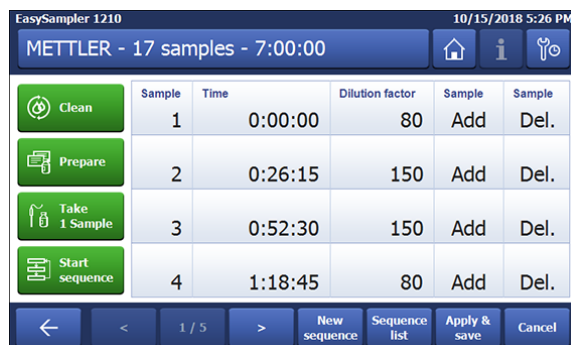 EasySampler 1210 10/15/2018 5:26 PM
METTLER - 17 samples - 7:00:00
Clean
Prepare
Take
1 Sample
Start
sequence
Sample Time Dilution factor Sample Sample
1 0:00:00 80 Add Del.
2 0:26:15 150 Add Del.
3 0:52:30 150 Add Del.
4 1:18:45 80 Add Del.
< 1 / 5 > New sequence Sequence list Apply & save Cancel